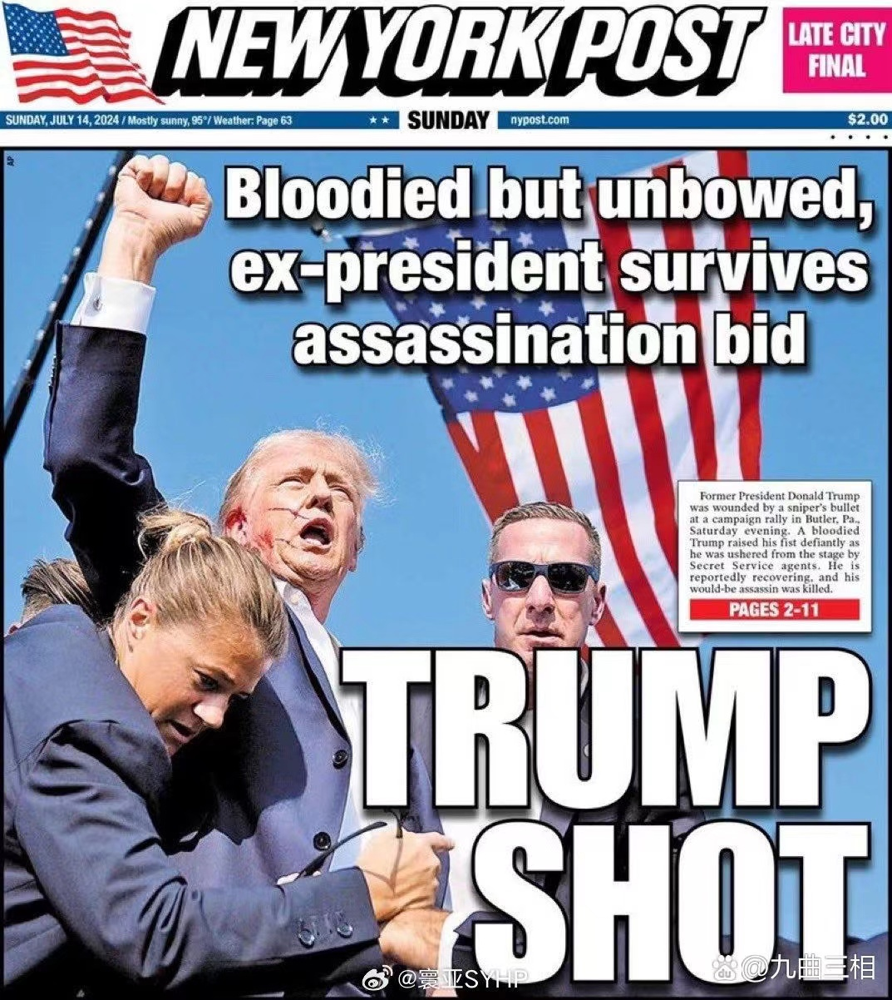 NEW YORK POST
LATE CITY
FINAL
SUNDAY, JULY 14, 2024 / Mostly sunny, 95°/ Weather: Page 63
★ ★
SUNDAY
nypost.com
$2.00
AP
Bloodied but unbowed,
ex-president survives
assassination bid
Former President Donald Trump
was wounded by a sniper's bullet
at a campaign rally in Butler, Pa.,
Saturday evening. A bloodied
Trump raised his fist defiantly as
he was ushered from the stage by
Secret Service agents. He is
reportedly recovering, and his
would-be assassin was killed.
PAGES 2-11
TRUMP
SHOT
@寰亚SYHP
du @九曲三相